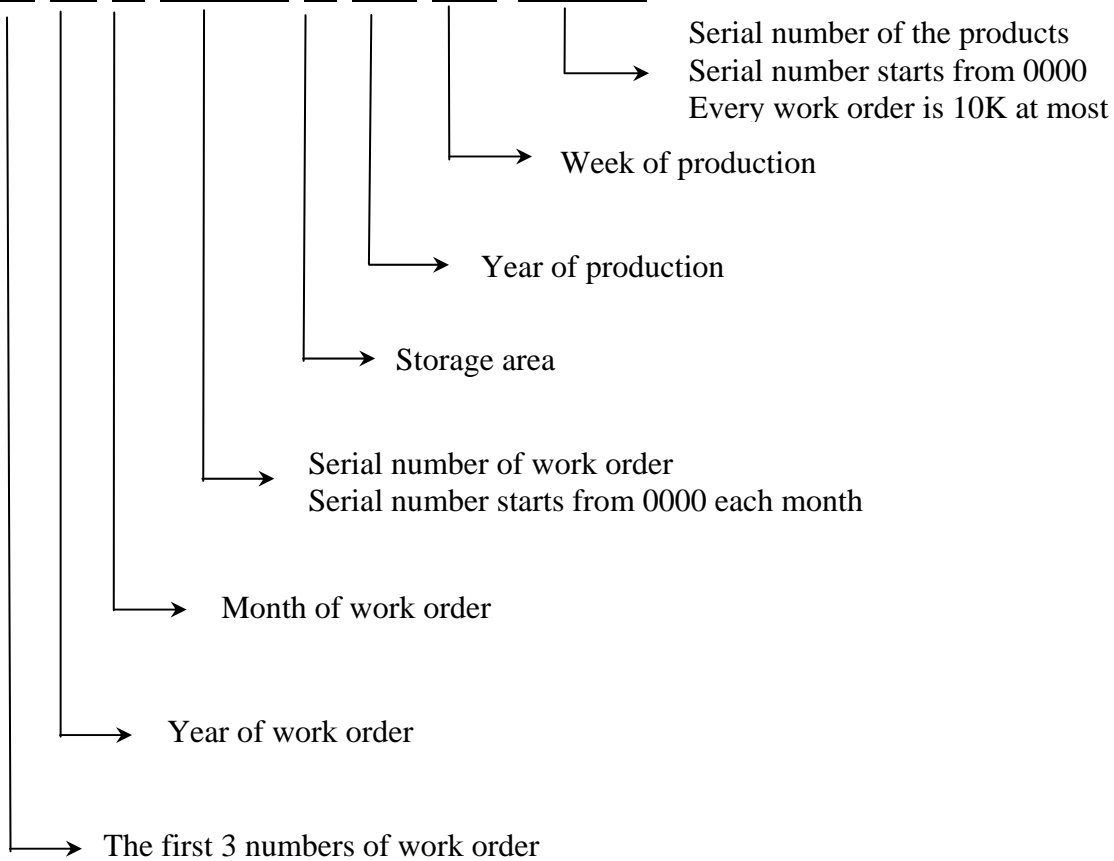 Serial number of the products
Serial number starts from 0000
Every work order is 10K at most
Week of production
Year of production
Storage area
Serial number of work order
Serial number starts from 0000 each month
Month of work order
Year of work order
The first 3 numbers of work order